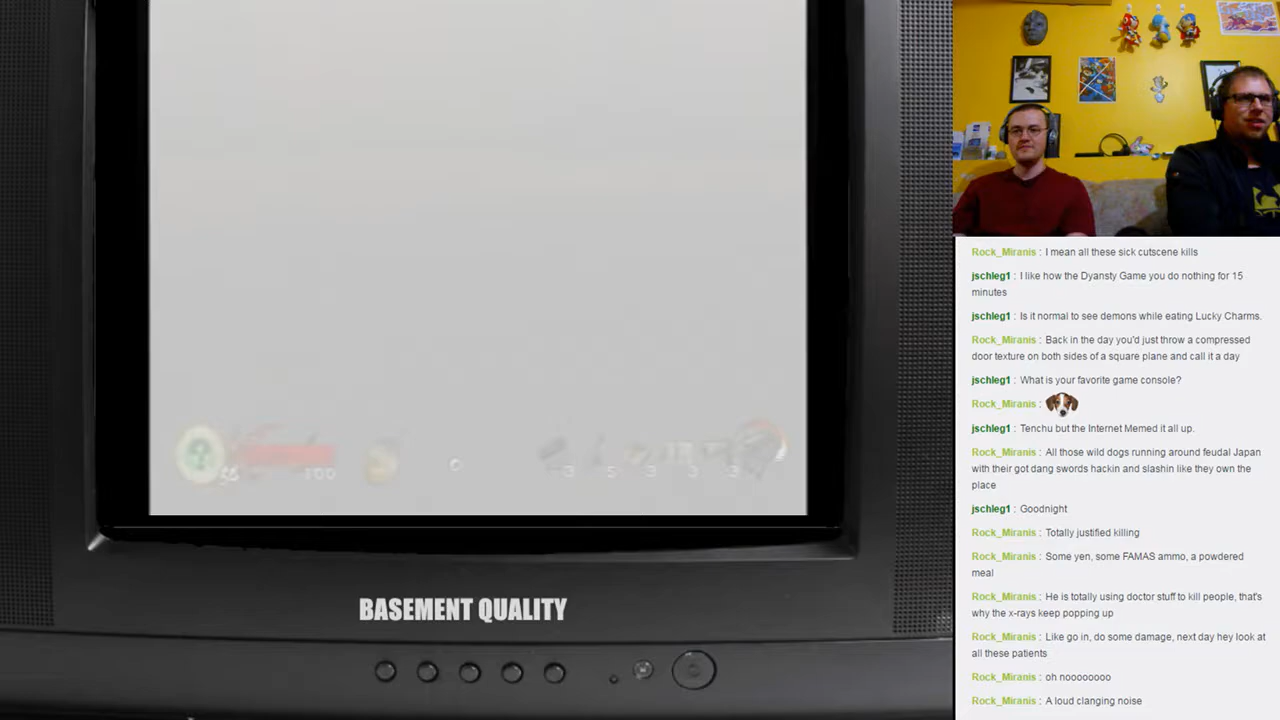 Rock_Miranis : I mean all these sick cutscene kills
jschleg1 : I like how the Dyansty Game you do nothing for 15
minutes
jschleg1 : Is it normal to see demons while eating Lucky Charms.
Rock_Miranis : Back in the day you'd just throw a compressed
door texture on both sides of a square plane and call it a day
jschleg1 : What is your favorite game console?
Rock_Miranis :
jschleg1 : Tenchu but the Internet Memed it all up.
Rock_Miranis : All those wild dogs running around feudal Japan
with their got dang swords hackin and slashin like they own the
place
jschleg1 : Goodnight
Rock_Miranis : Totally justified killing
Rock_Miranis : Some yen, some FAMAS ammo, a powdered
meal
Rock_Miranis : He is totally using doctor stuff to kill people, that's
why the x-rays keep popping up
Rock_Miranis : Like go in, do some damage, next day hey look at
all these patients
Rock_Miranis : oh noooooooo
Rock_Miranis : A loud clanging noise
100
3 5 3 3 3
BASEMENT QUALITY